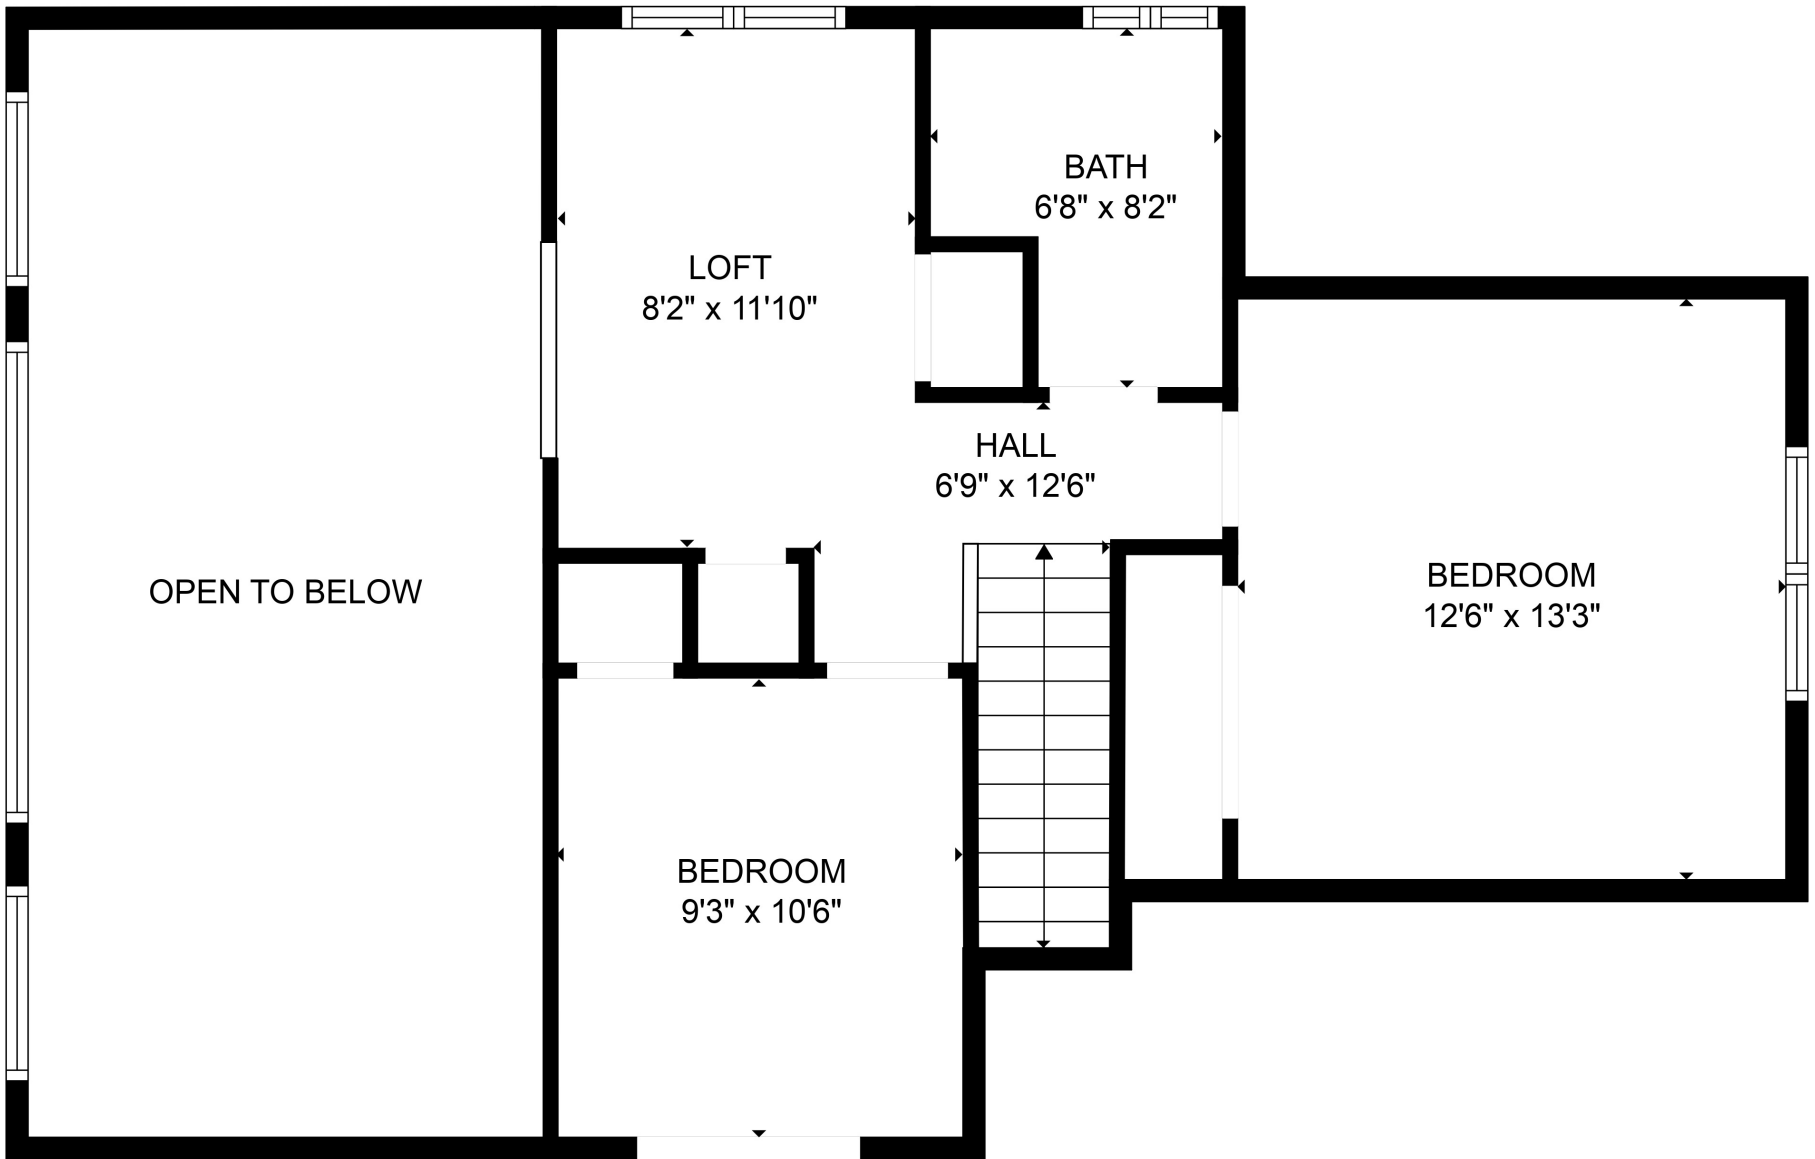 BATH
6'8" x 8'2"
LOFT
8'2" x 11'10"
HALL
6'9" x 12'6"
OPEN TO BELOW
BEDROOM
12'6" x 13'3"
BEDROOM
9'3" x 10'6"